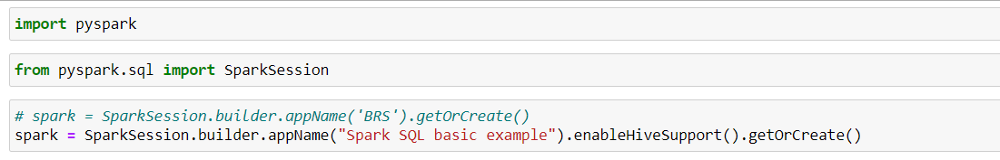 import pyspark
from pyspark.sql import SparkSession
# spark = SparkSession.builder.appName('BRS').getOrCreate()
spark = SparkSession.builder.appName("Spark SQL basic example").enableHiveSupport().getOrCreate()